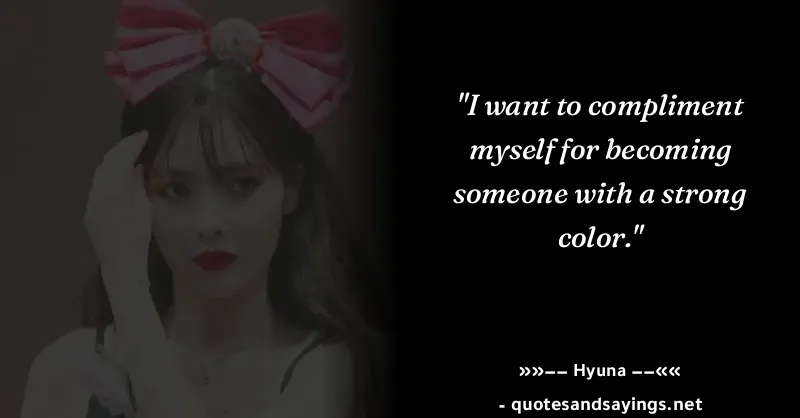 "I want to compliment
myself for becoming
someone with a strong
color."
»»−− Hyuna −−««
- quotesandsayings.net